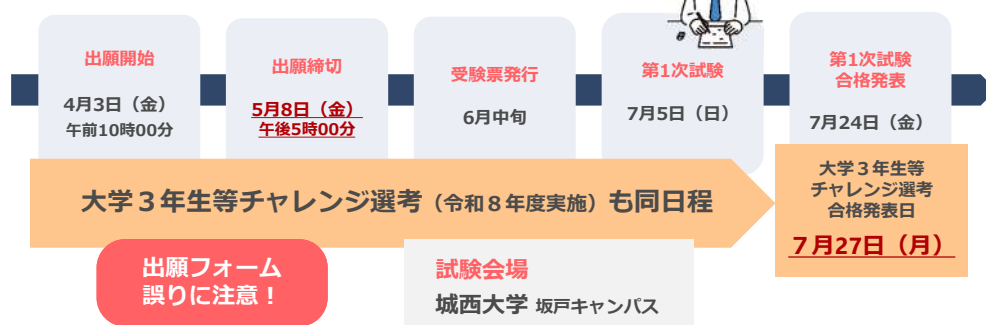 出願開始
4月3日（金）
午前10時00分
出願締切
5月8日（金）
午後5時00分
受験票発行
6月中旬
第1次試験
7月5日（日）
第1次試験
合格発表
7月24日（金）
大学３年生等チャレンジ選考（令和８年度実施）も同日程
大学３年生等
チャレンジ選考
合格発表日
７月27日（月）
出願フォーム
誤りに注意！
試験会場
城西大学 坂戸キャンパス